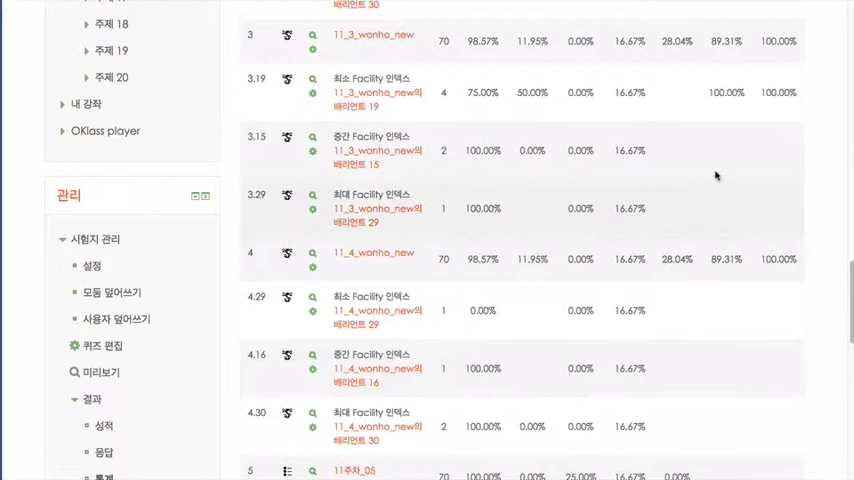 배리언트 30
주제 18
주제 19
주제 20
내 강좌
OKlass player
관리
시험지 관리
설정
모둠 덮어쓰기
사용자 덮어쓰기
퀴즈 편집
미리보기
결과
성적
응답
통계
3 11_3_wonho_new 70 98.57% 11.95% 0.00% 16.67% 28.04% 89.31% 100.00%
3.19 최소 Facility 인덱스
11_3_wonho_new의 4 75.00% 50.00% 0.00% 16.67% 100.00% 100.00%
배리언트 19
3.15 중간 Facility 인덱스
11_3_wonho_new의 2 100.00% 0.00% 0.00% 16.67%
배리언트 15
3.29 최대 Facility 인덱스
11_3_wonho_new의 1 100.00% 0.00% 16.67%
배리언트 29
4 11_4_wonho_new 70 98.57% 11.95% 0.00% 16.67% 28.04% 89.31% 100.00%
4.29 최소 Facility 인덱스
11_4_wonho_new의 1 0.00% 0.00% 16.67%
배리언트 29
4.16 중간 Facility 인덱스
11_4_wonho_new의 1 100.00% 0.00% 16.67%
배리언트 16
4.30 최대 Facility 인덱스
11_4_wonho_new의 2 100.00% 0.00% 0.00% 16.67%
배리언트 30
5 11주차_05 70 100.00% 0.00% 25.00% 16.67% 0.00%